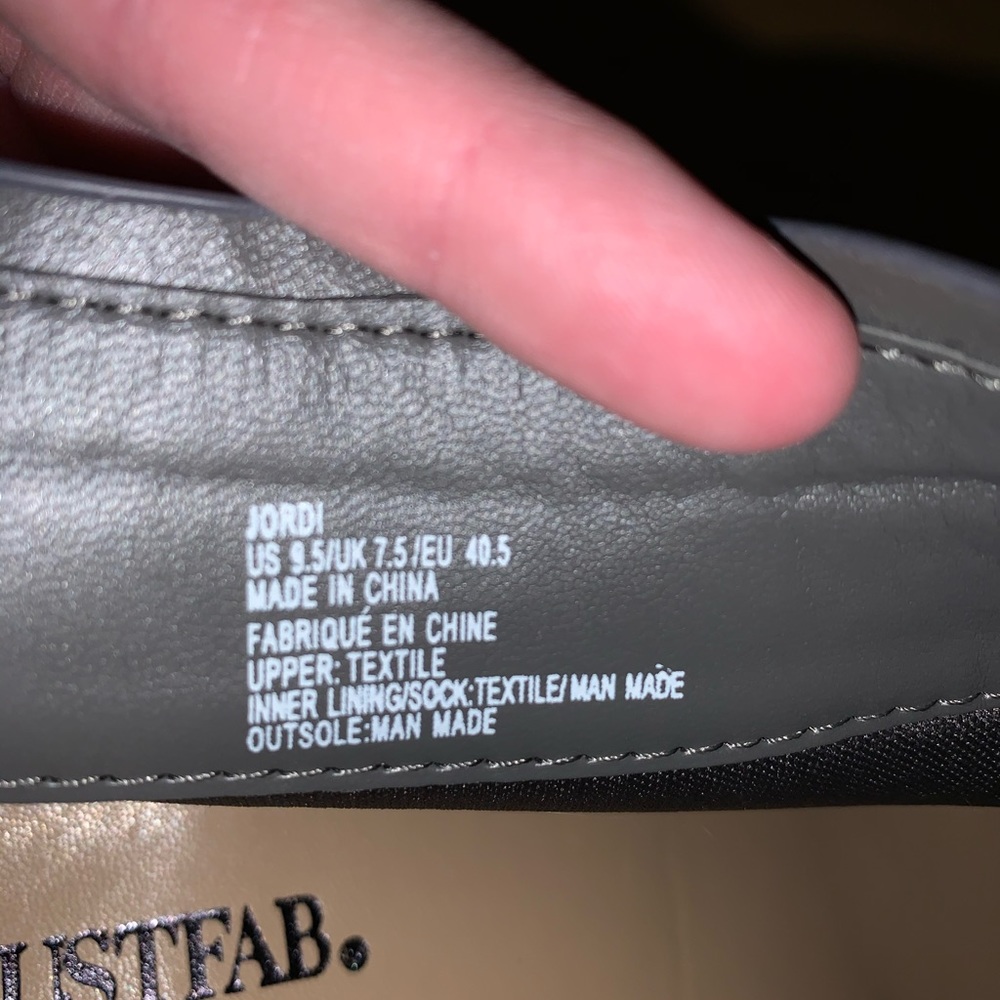 JORDI
US 9.5/UK 7.5/EU 40.5
MADE IN CHINA
FABRIQUÉ EN CHINE
UPPER: TEXTILE
INNER LINING/SOCK:TEXTILE/MAN MADE
OUTSOLE:MAN MADE
USTFAB.